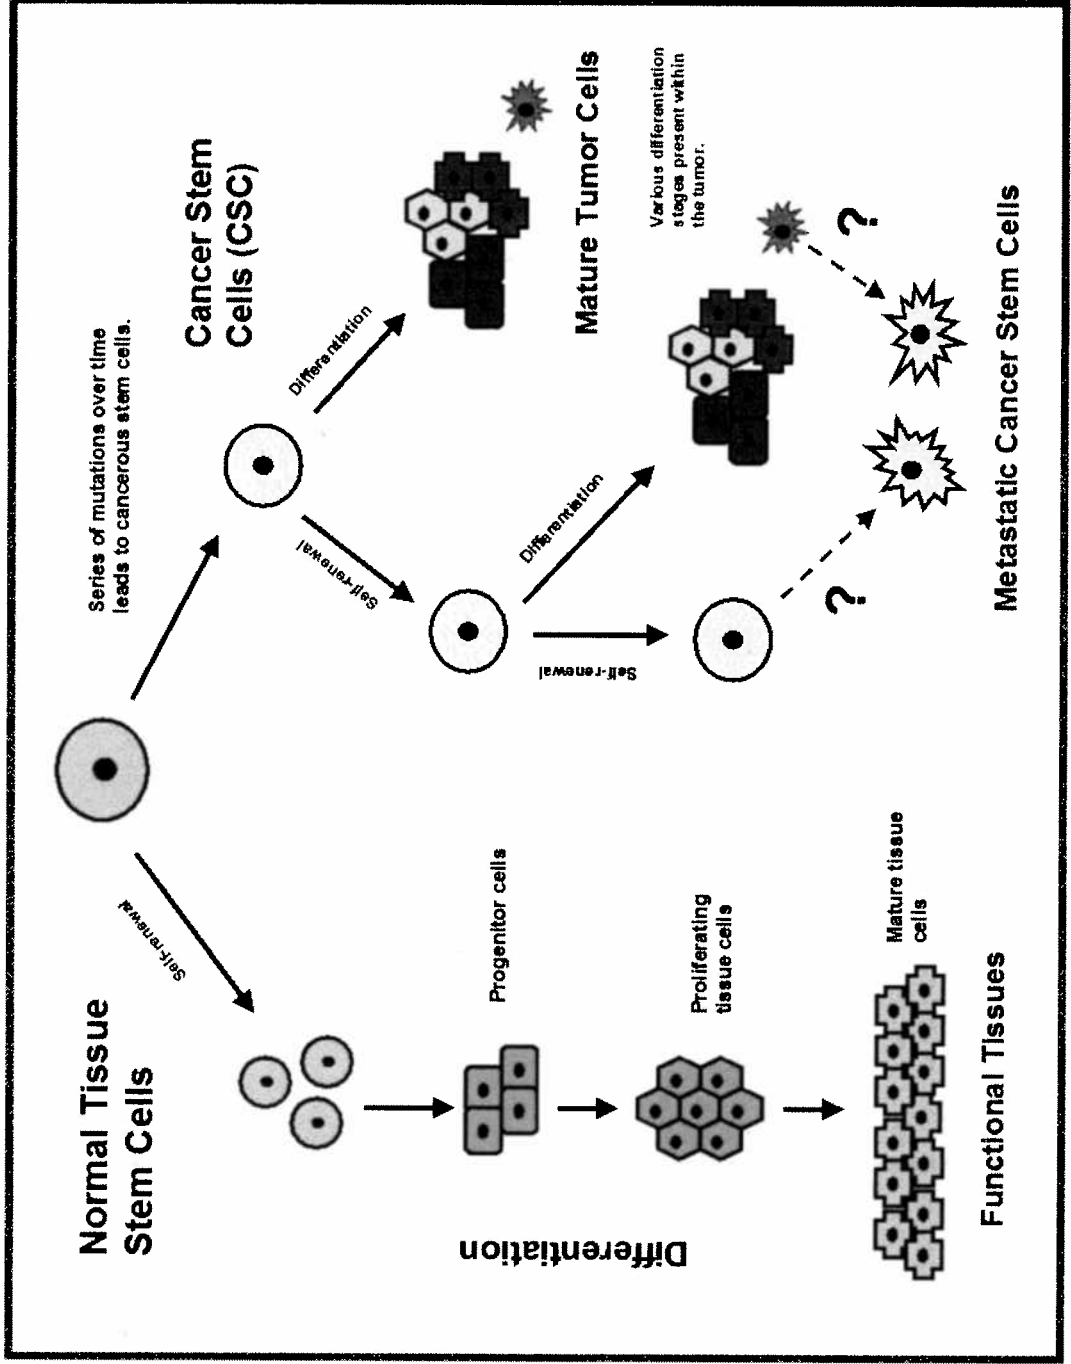 Normal Tissue
Stem Cells
Self-renewal
Series of mutations over time
leads to cancerous stem cells.
Cancer Stem
Cells (CSC)
Self-renewal
Differentiation
Progenitor cells
Mature Tumor Cells
Differentiation
Self-renewal
Differentiation
Various differentiation
stages present within
the tumor.
Proliferating
tissue cells
?
?
Mature tissue
cells
Functional Tissues
Metastatic Cancer Stem Cells